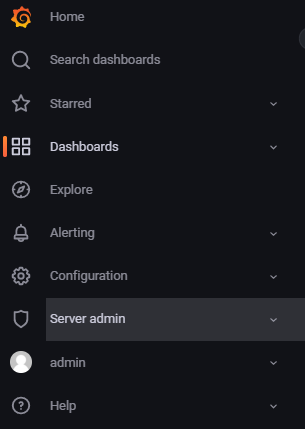 Home
Search dashboards
Starred
Dashboards
Explore
Alerting
Configuration
Server admin
admin
Help